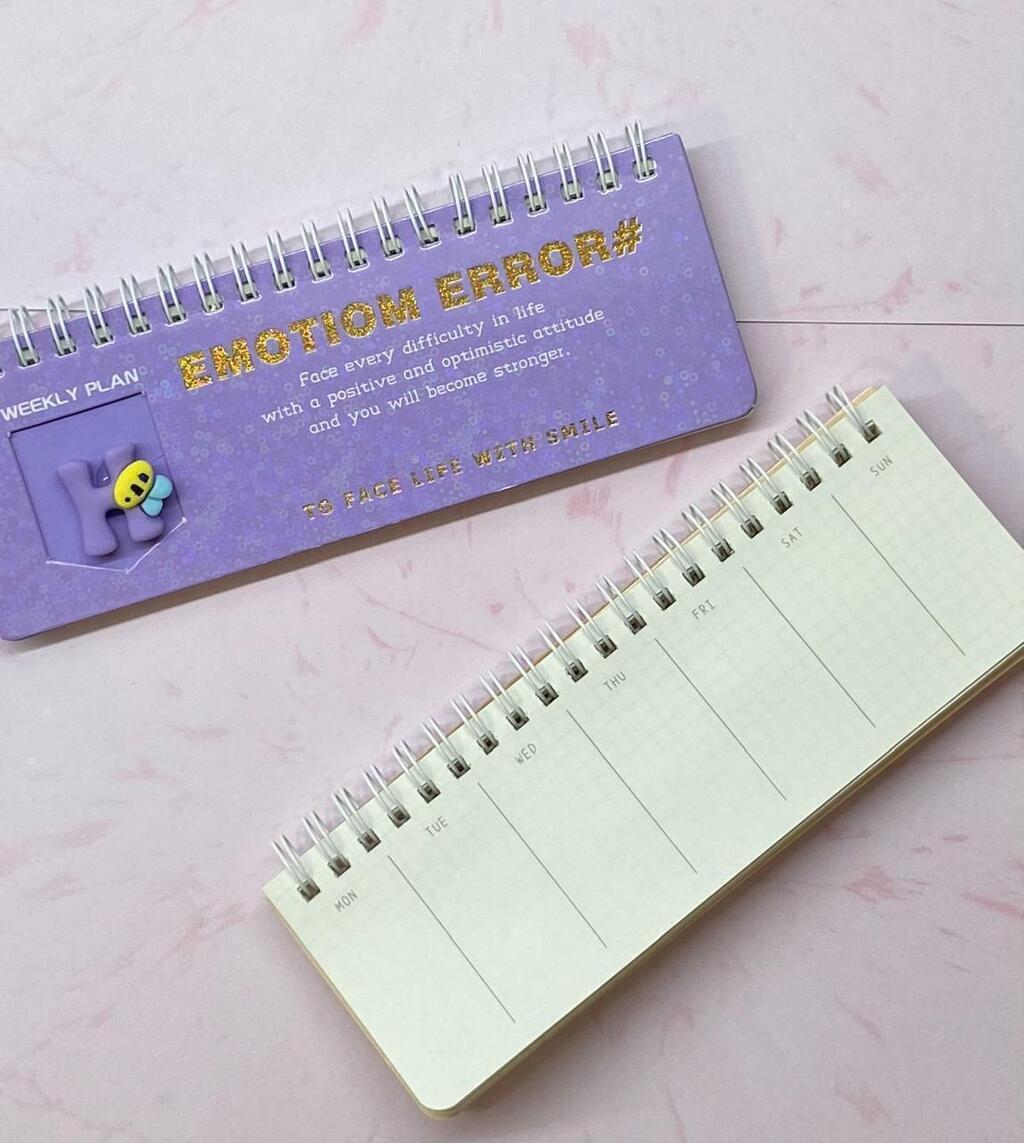 EMOTIOM ERROR#
Face every difficulty in life
with a positive and optimistic attitude
and you will become stronger.
TO FACE LIFE WITH SMILE
WEEKLY PLAN
H
MON
TUE
WED
THU
FRI
SAT
SUN